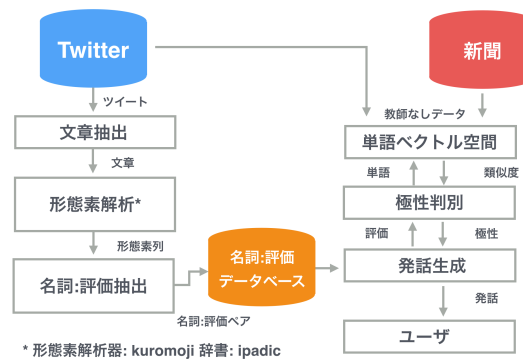 Twitter
新聞
ツイート
教師なしデータ
文章抽出
単語ベクトル空間
文章
単語
類似度
形態素解析*
極性判別
形態素列
評価
極性
名詞:評価
データベース
名詞:評価抽出
発話生成
名詞:評価ペア
発話
ユーザ
* 形態素解析器: kuromoji 辞書: ipadic